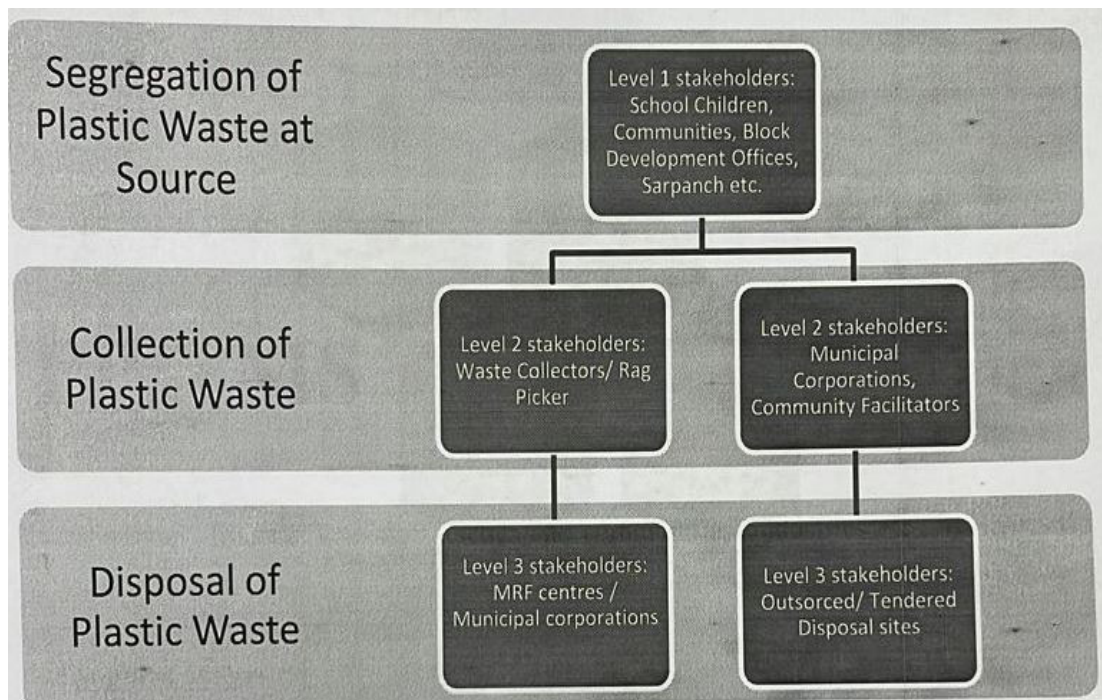 Segregation of
Plastic Waste at
Source
Level 1 stakeholders:
School Children,
Communities, Block
Development Offices,
Sarpanch etc.
Collection of
Plastic Waste
Level 2 stakeholders:
Waste Collectors/ Rag
Picker
Level 2 stakeholders:
Municipal
Corporations,
Community Facilitators
Disposal of
Plastic Waste
Level 3 stakeholders:
MRF centres /
Municipal corporations
Level 3 stakeholders:
Outsorced/ Tendered
Disposal sites